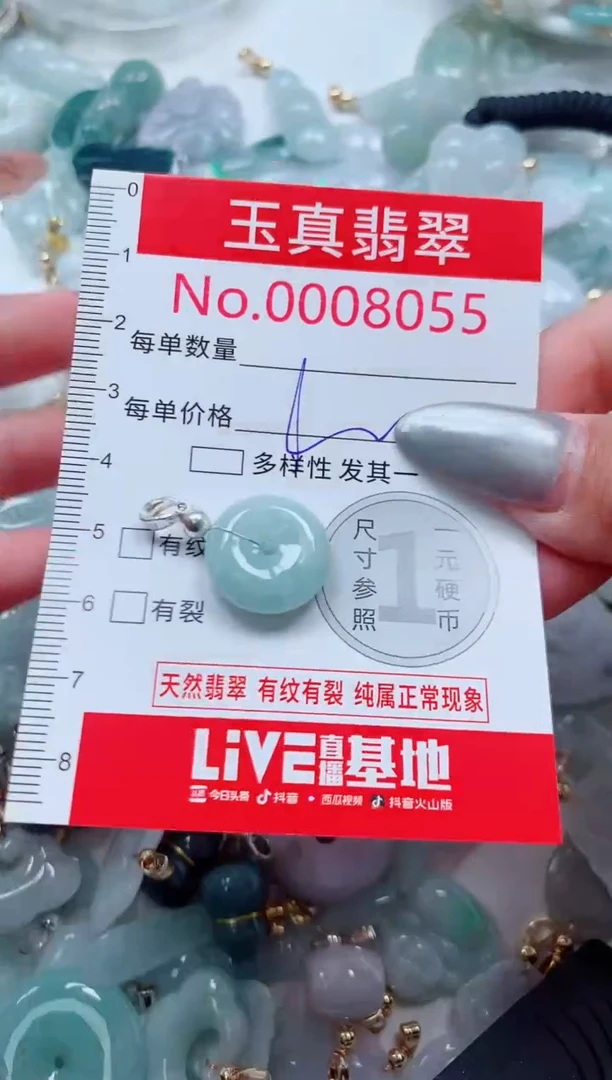 0
玉真翡翠
1
No.0008055
2
每单数量
3
每单价格
4
多样性 发其一
5
有纹
尺寸参照
1
一元硬币
6
有裂
7
天然翡翠 有纹有裂 纯属正常现象
8
LiVE直播基地
头条 今日头条 抖音 西瓜视频 抖音火山版